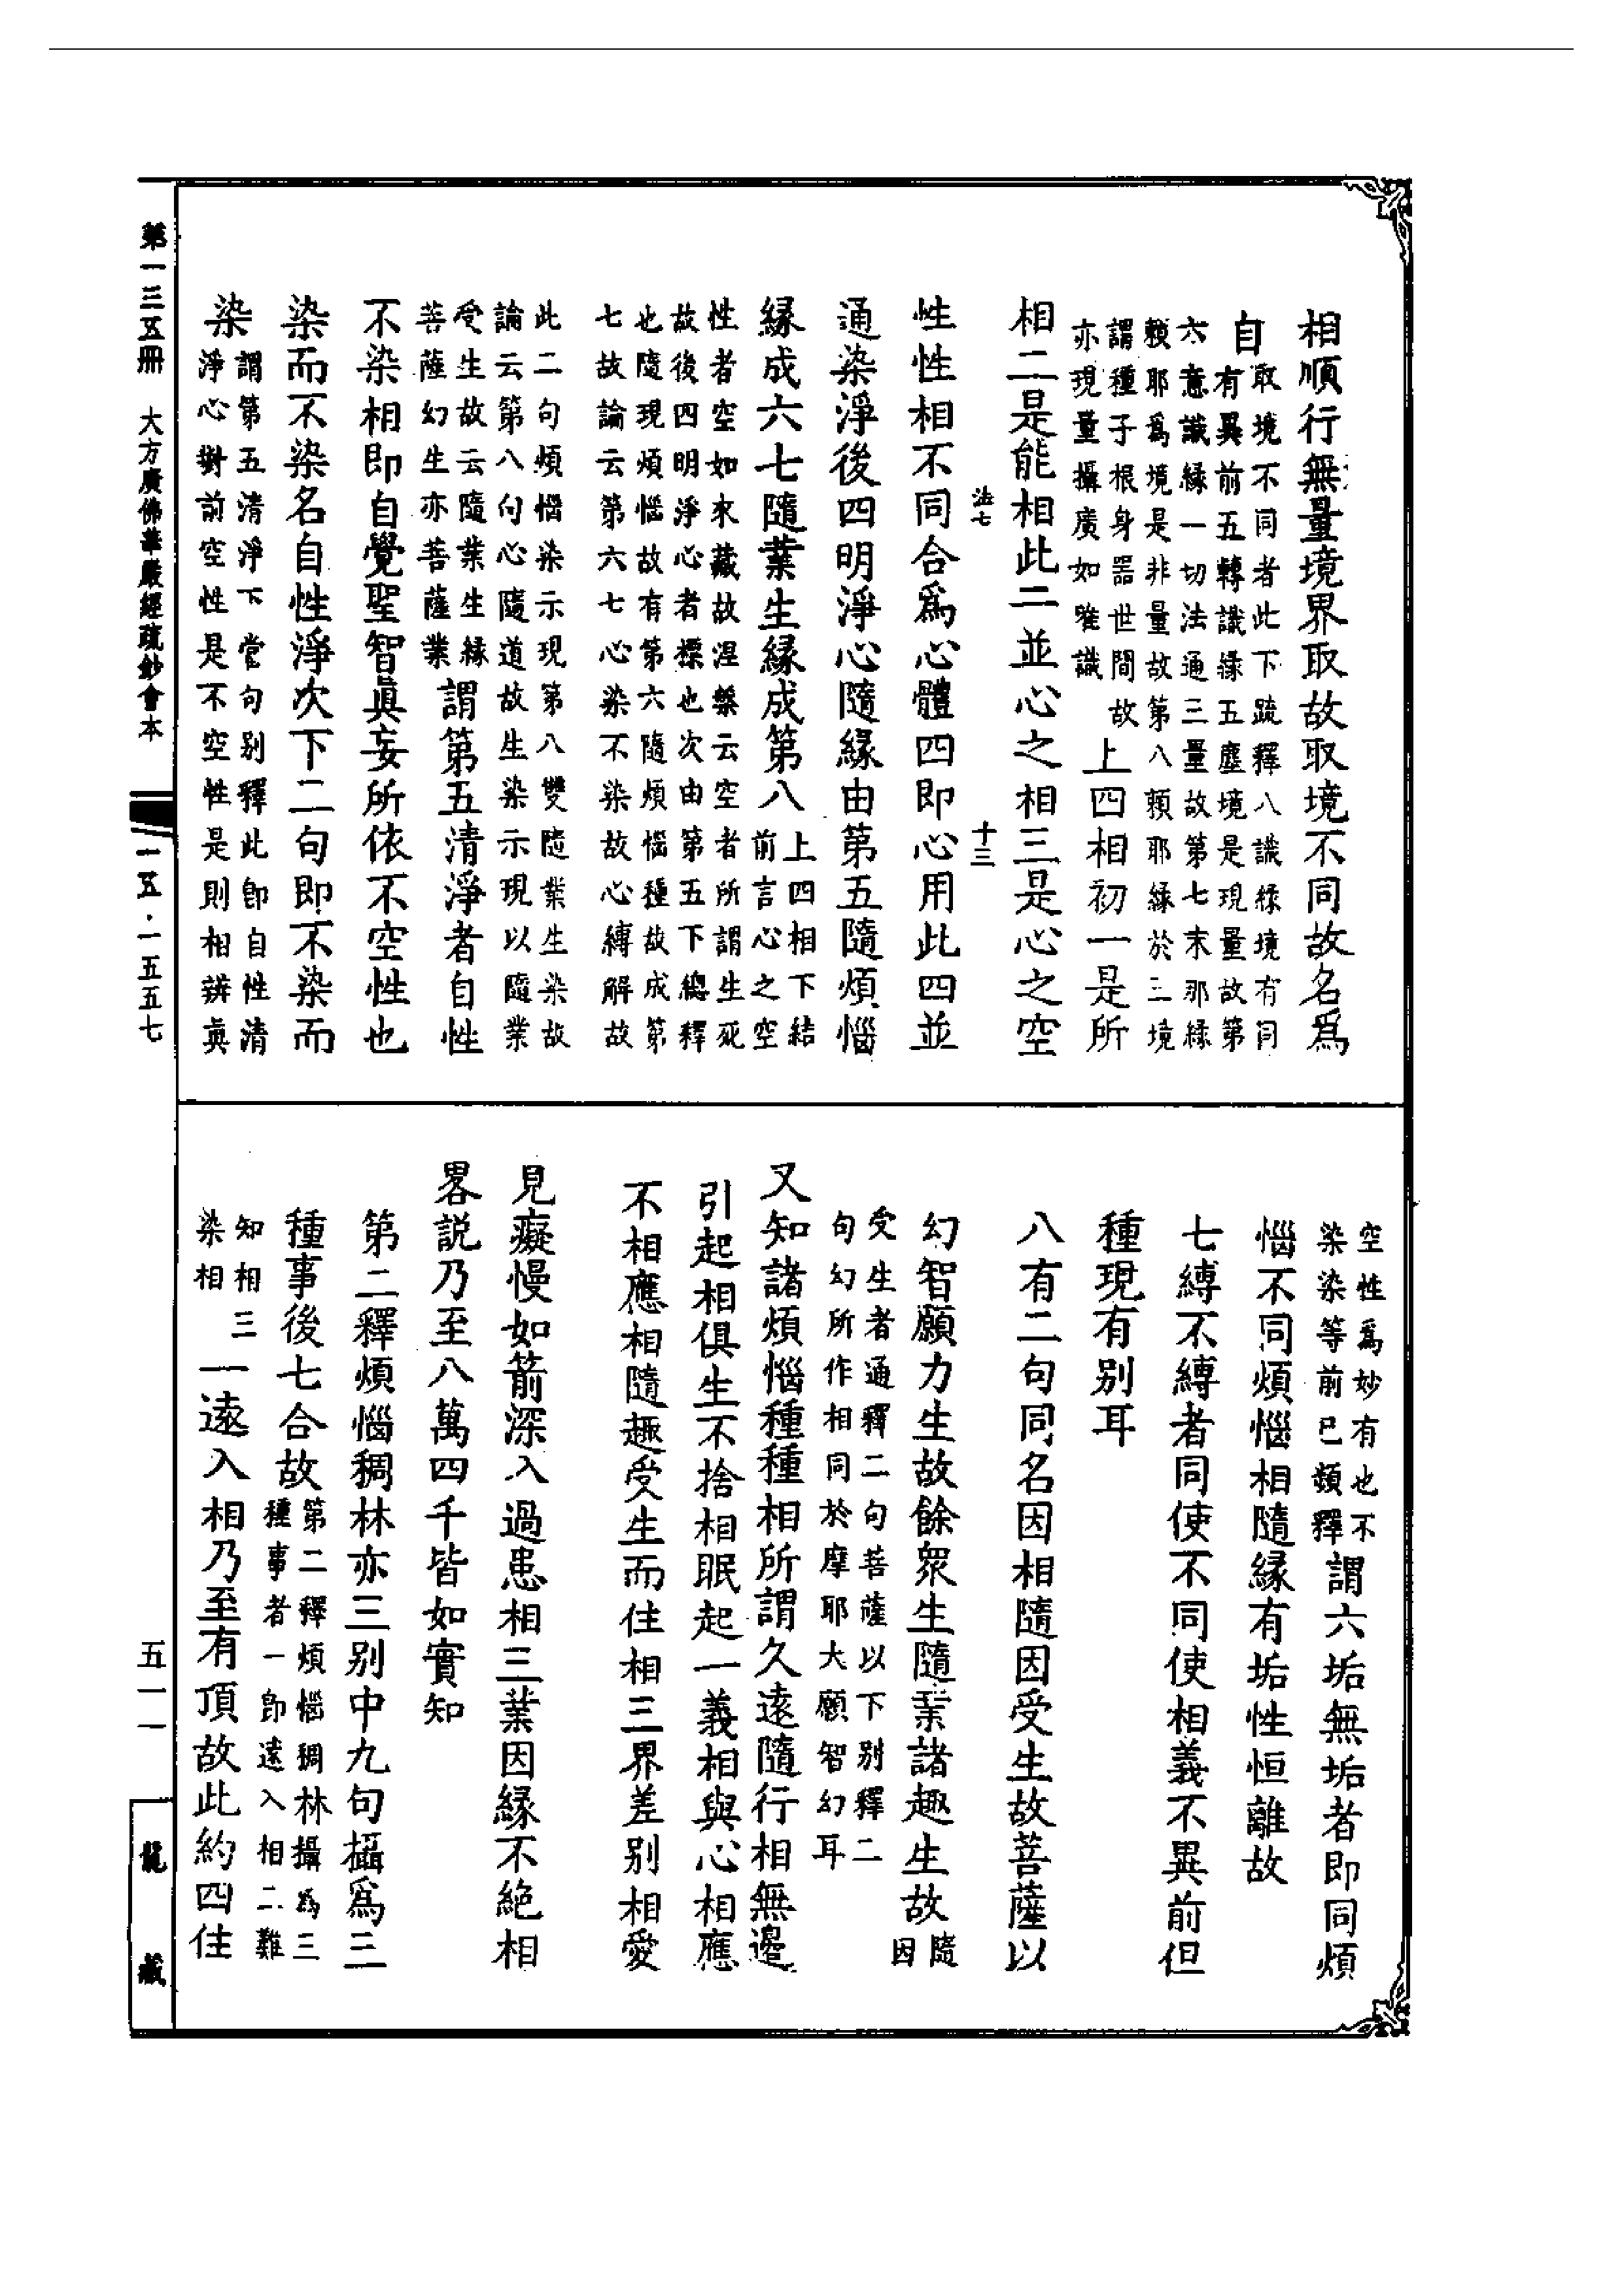 相順行無量境界取故取境不同故名爲
自
取境不同者此下䟽釋八識緣境有同
有異前五轉識緣五塵境是現量故第
六意識緣一切法通三量故第七末那緣
賴耶爲境是非量故第八頼耶緣於三境
謂種子根身噐世間故
亦現量攝廣如唯識
上四相初一是所
相二是能相此二並心之相三是心之空
法七 十三
性性相不同合爲心體四即心用此四並
通染淨後四明淨心隨緣由第五隨煩惱
緣成六七隨業生緣成第八
上四相下結
前言心之空
性者空如來藏故涅槃云空者所謂生死
故後四明淨心者標也次由第五下緫釋
也隨現煩惱故有第六隨煩惱種故成第
七故論云第六七心染不染故心縛解故
此二句煩惱染示現第八雙隨業生染故
論云第八句心隨道故生染示現以隨業
受生故云隨業生緣
菩薩幻生亦菩薩業
謂第五清淨者自性
不染相即自覺聖智眞妄所依不空性也
染而不染名自性淨次下二句即不染而
染
謂第五清淨下當句别釋此即自性清
淨心對前空性是不空性是則相辨眞
空性爲妙有也不
染染等前已類釋
謂六垢無垢者即同煩
惱不同煩惱相隨緣有垢性恒離故
七縛不縛者同使不同使相義不異前但
種現有别耳
八有二句同名因相隨因受生故菩薩以
幻智願力生故餘衆生隨業諸趣生故
隨
因
受生者通釋二句菩薩以下别釋二
句幻所作相同於摩耶大願智幻耳
又知諸煩惱種種相所謂久遠隨行相無邊
引起相俱生不捨相眠起一義相與心相應
不相應相隨趣受生而住相三界差别相愛
見癡慢如箭深入過患相三業因緣不絶相
畧説乃至八萬四千皆如實知
第二釋煩惱稠林亦三别中九句攝爲三
種事後七合故
第二釋煩惱稠林攝爲三
種事者一即遠入相二難
知相三
染相
一遠入相乃至有頂故此約四住
第一三五冊 大方廣佛華嚴經疏鈔會本 一五·一五五七
五一一
龍藏